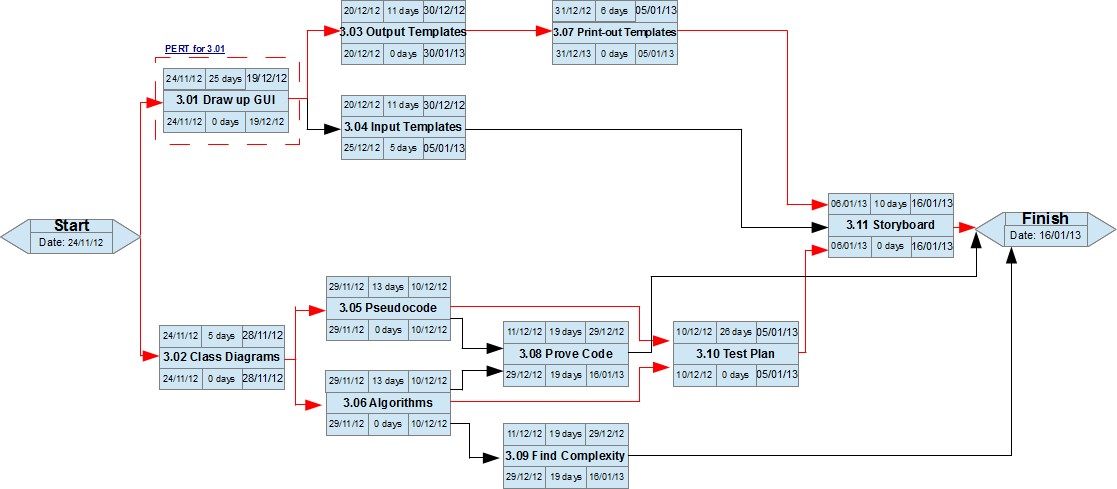 PERT for 3.01
24/11/12 25 days 19/12/12
3.01 Draw up GUI
24/11/12 0 days 19/12/12
20/12/12 11 days 30/12/12
3.03 Output Templates
20/12/12 0 days 30/01/13
31/12/12 6 days 05/01/13
3.07 Print-out Templates
31/12/13 0 days 05/01/13
20/12/12 11 days 30/12/12
3.04 Input Templates
25/12/12 5 days 05/01/13
Start
Date: 24/11/12
06/01/13 10 days 16/01/13
3.11 Storyboard
06/01/13 0 days 16/01/13
Finish
Date: 16/01/13
24/11/12 5 days 28/11/12
3.02 Class Diagrams
24/11/12 0 days 28/11/12
29/11/12 13 days 10/12/12
3.05 Pseudocode
29/11/12 0 days 10/12/12
29/11/12 13 days 10/12/12
3.06 Algorithms
29/11/12 0 days 10/12/12
11/12/12 19 days 29/12/12
3.08 Prove Code
29/12/12 19 days 16/01/13
10/12/12 26 days 05/01/13
3.10 Test Plan
10/12/12 0 days 05/01/13
11/12/12 19 days 29/12/12
3.09 Find Complexity
29/12/12 19 days 16/01/13